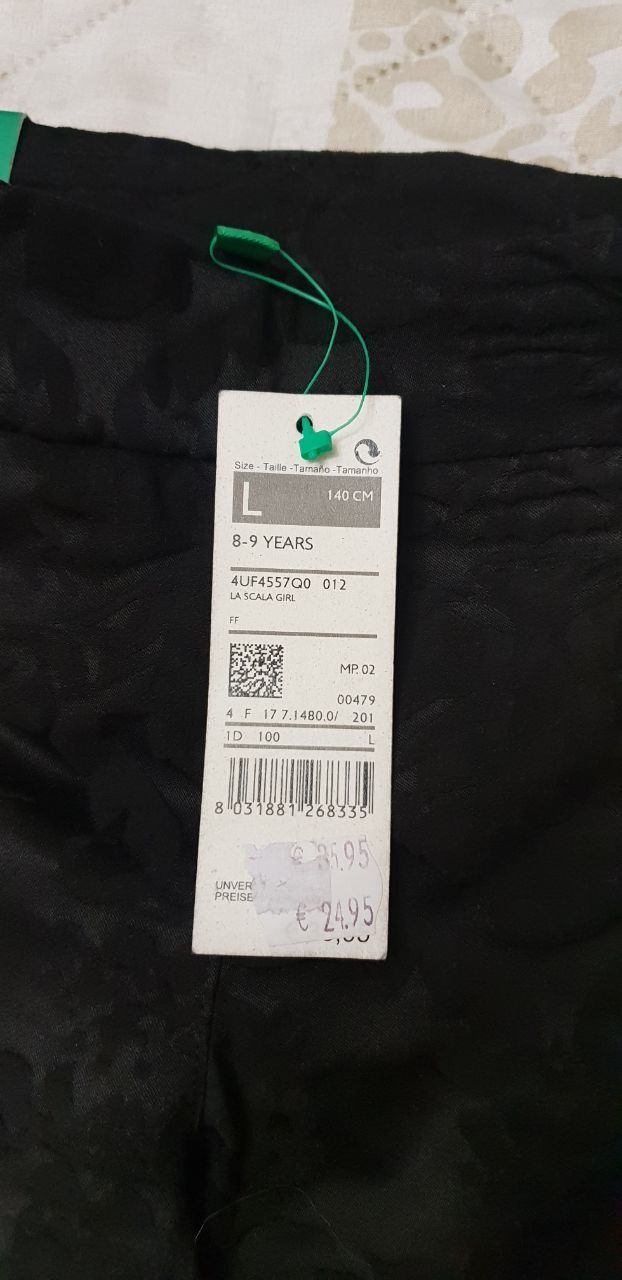 Size - Taille -Tamaño -Tamanho
L 140 CM
8-9 YEARS
4UF4557Q0 012
LA SCALA GIRL
FF
MP. 02
00479
4 F 17 7.1480.0/ 201
1D 100 L
8 031881 268335
UNVER
PREISE
€ 24.95